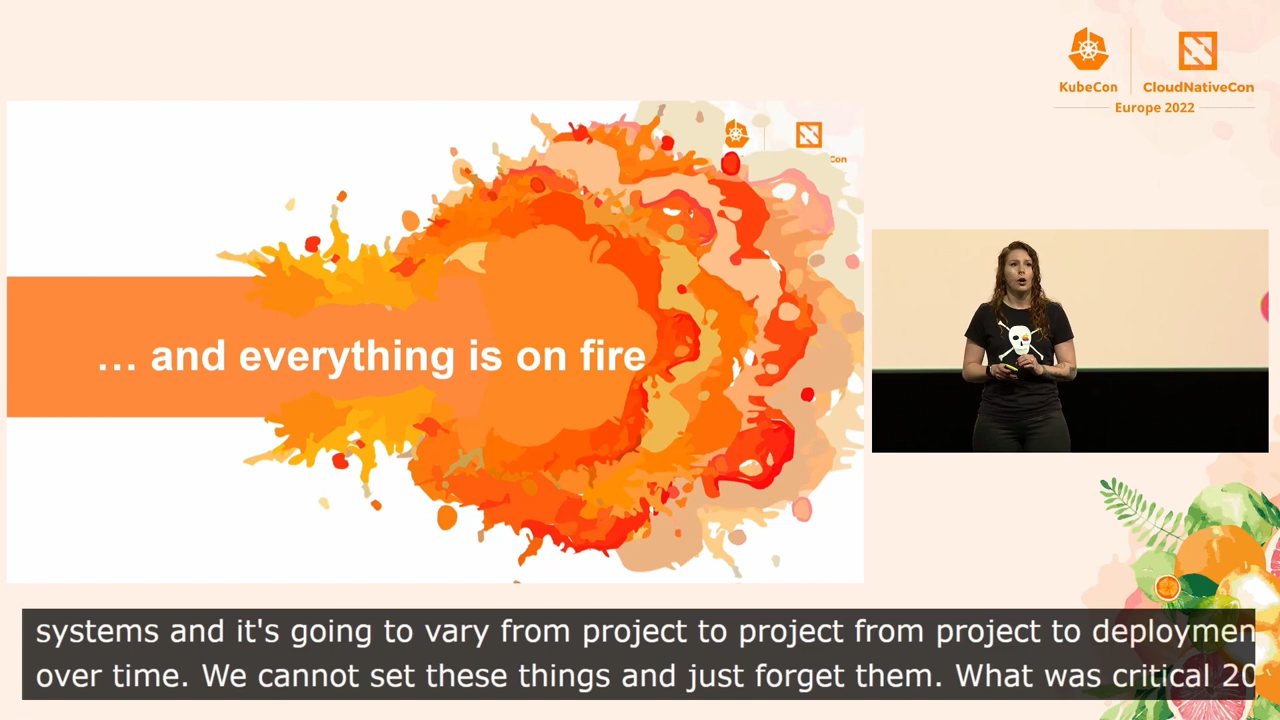 KubeCon
CloudNativeCon
Europe 2022
Con
... and everything is on fire
systems and it's going to vary from project to project from project to deploymen
over time. We cannot set these things and just forget them. What was critical 20